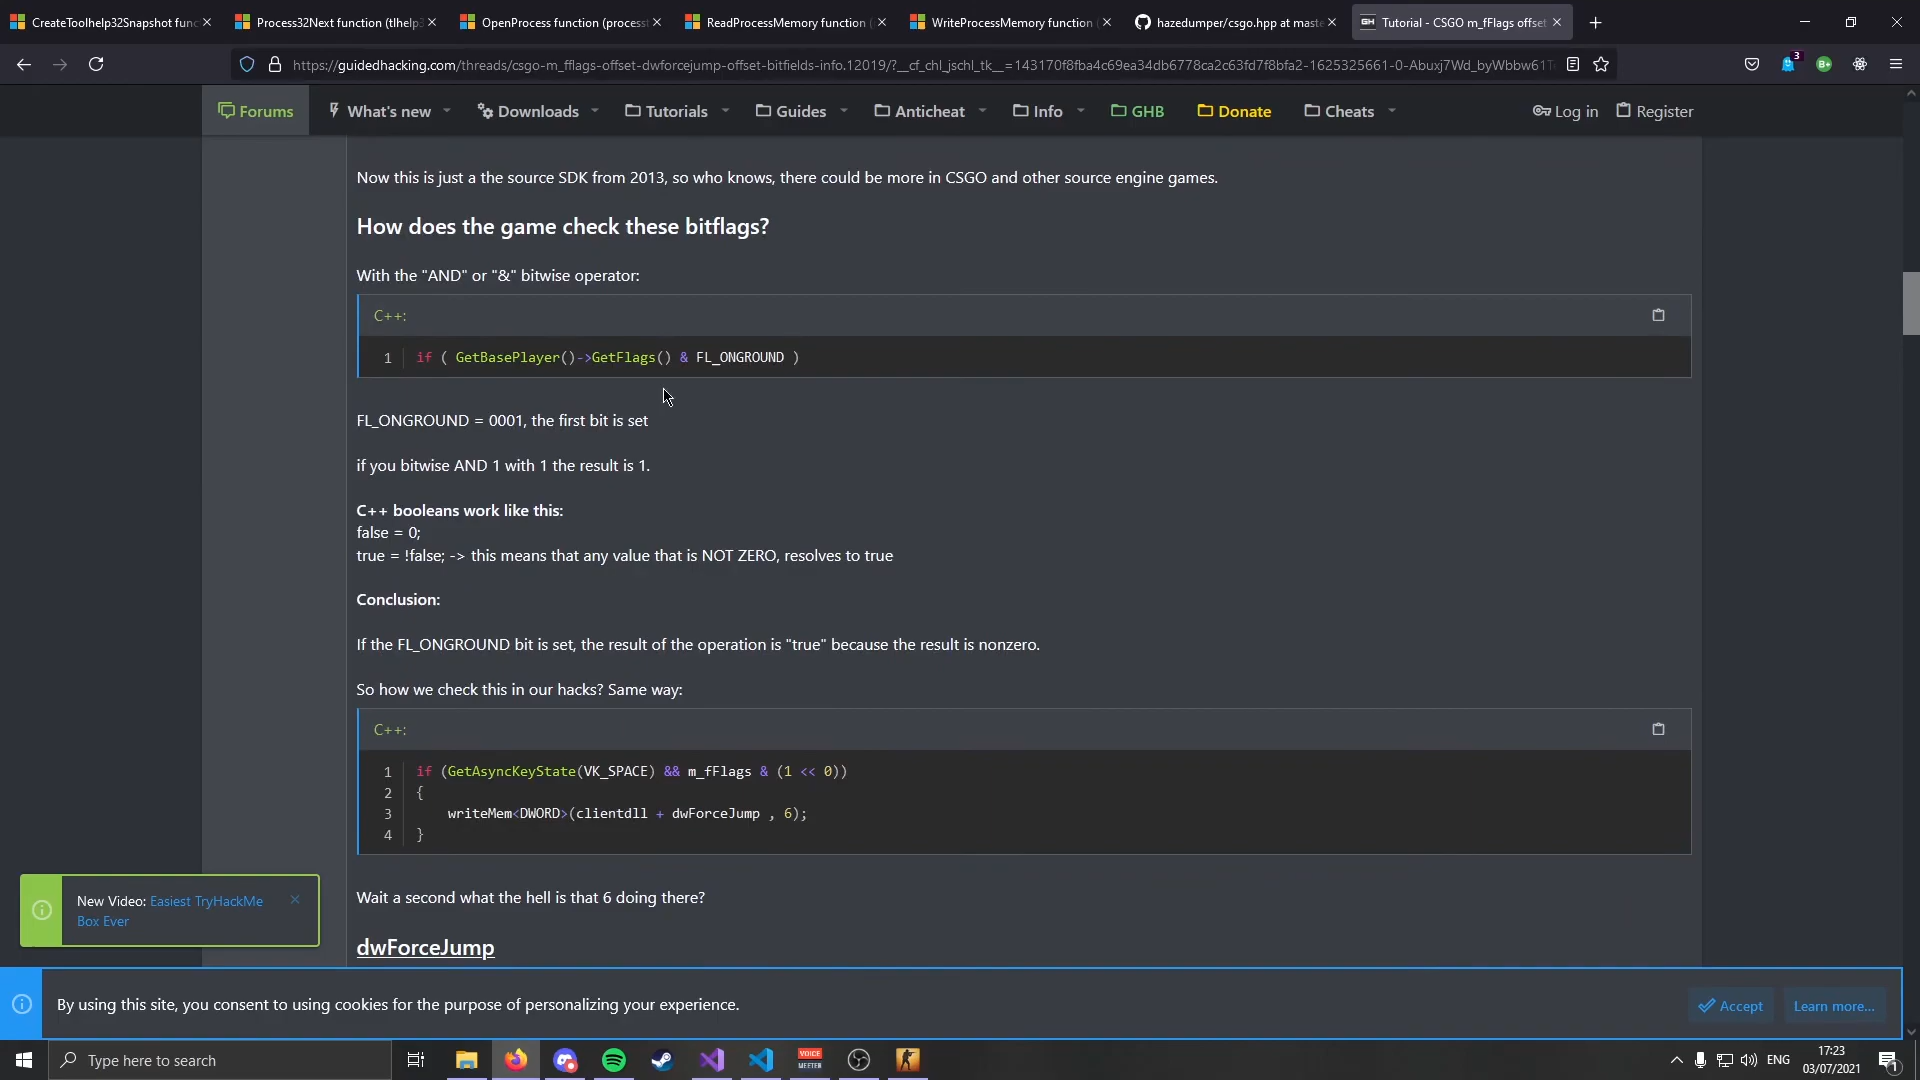 CreateToolhelp32Snapshot func
Process32Next function (tlhelp3
OpenProcess function (process
ReadProcessMemory function (
WriteProcessMemory function (
hazedumper/csgo.hpp at maste
Tutorial - CSGO m_fFlags offset
https://guidedhacking.com/threads/csgo-m_fflags-offset-dwforcejump-offset-bitfields-info.12019/?__cf_chl_jschl_tk__=143170f8fba4c69ea34db6778ca2c63fd7f8bfa2-1625325661-0-Abuxj7Wd_byWbbw61T
3
B+
Forums
What's new
Downloads
Tutorials
Guides
Anticheat
Info
GHB
Donate
Cheats
Log in
Register
Now this is just a the source SDK from 2013, so who knows, there could be more in CSGO and other source engine games.
How does the game check these bitflags?
With the "AND" or "&" bitwise operator:
C++:
1 if ( GetBasePlayer()->GetFlags() & FL_ONGROUND )
FL_ONGROUND = 0001, the first bit is set
if you bitwise AND 1 with 1 the result is 1.
C++ booleans work like this:
false = 0;
true = !false; -> this means that any value that is NOT ZERO, resolves to true
Conclusion:
If the FL_ONGROUND bit is set, the result of the operation is "true" because the result is nonzero.
So how we check this in our hacks? Same way:
C++:
1 if (GetAsyncKeyState(VK_SPACE) && m_fFlags & (1 << 0))
2 {
3 writeMem<DWORD>(clientdll + dwForceJump , 6);
4 }
Wait a second what the hell is that 6 doing there?
dwForceJump
New Video: Easiest TryHackMe
Box Ever
By using this site, you consent to using cookies for the purpose of personalizing your experience.
Accept
Learn more…
Type here to search
VOICE
MEETER
ENG
17:23
03/07/2021
1